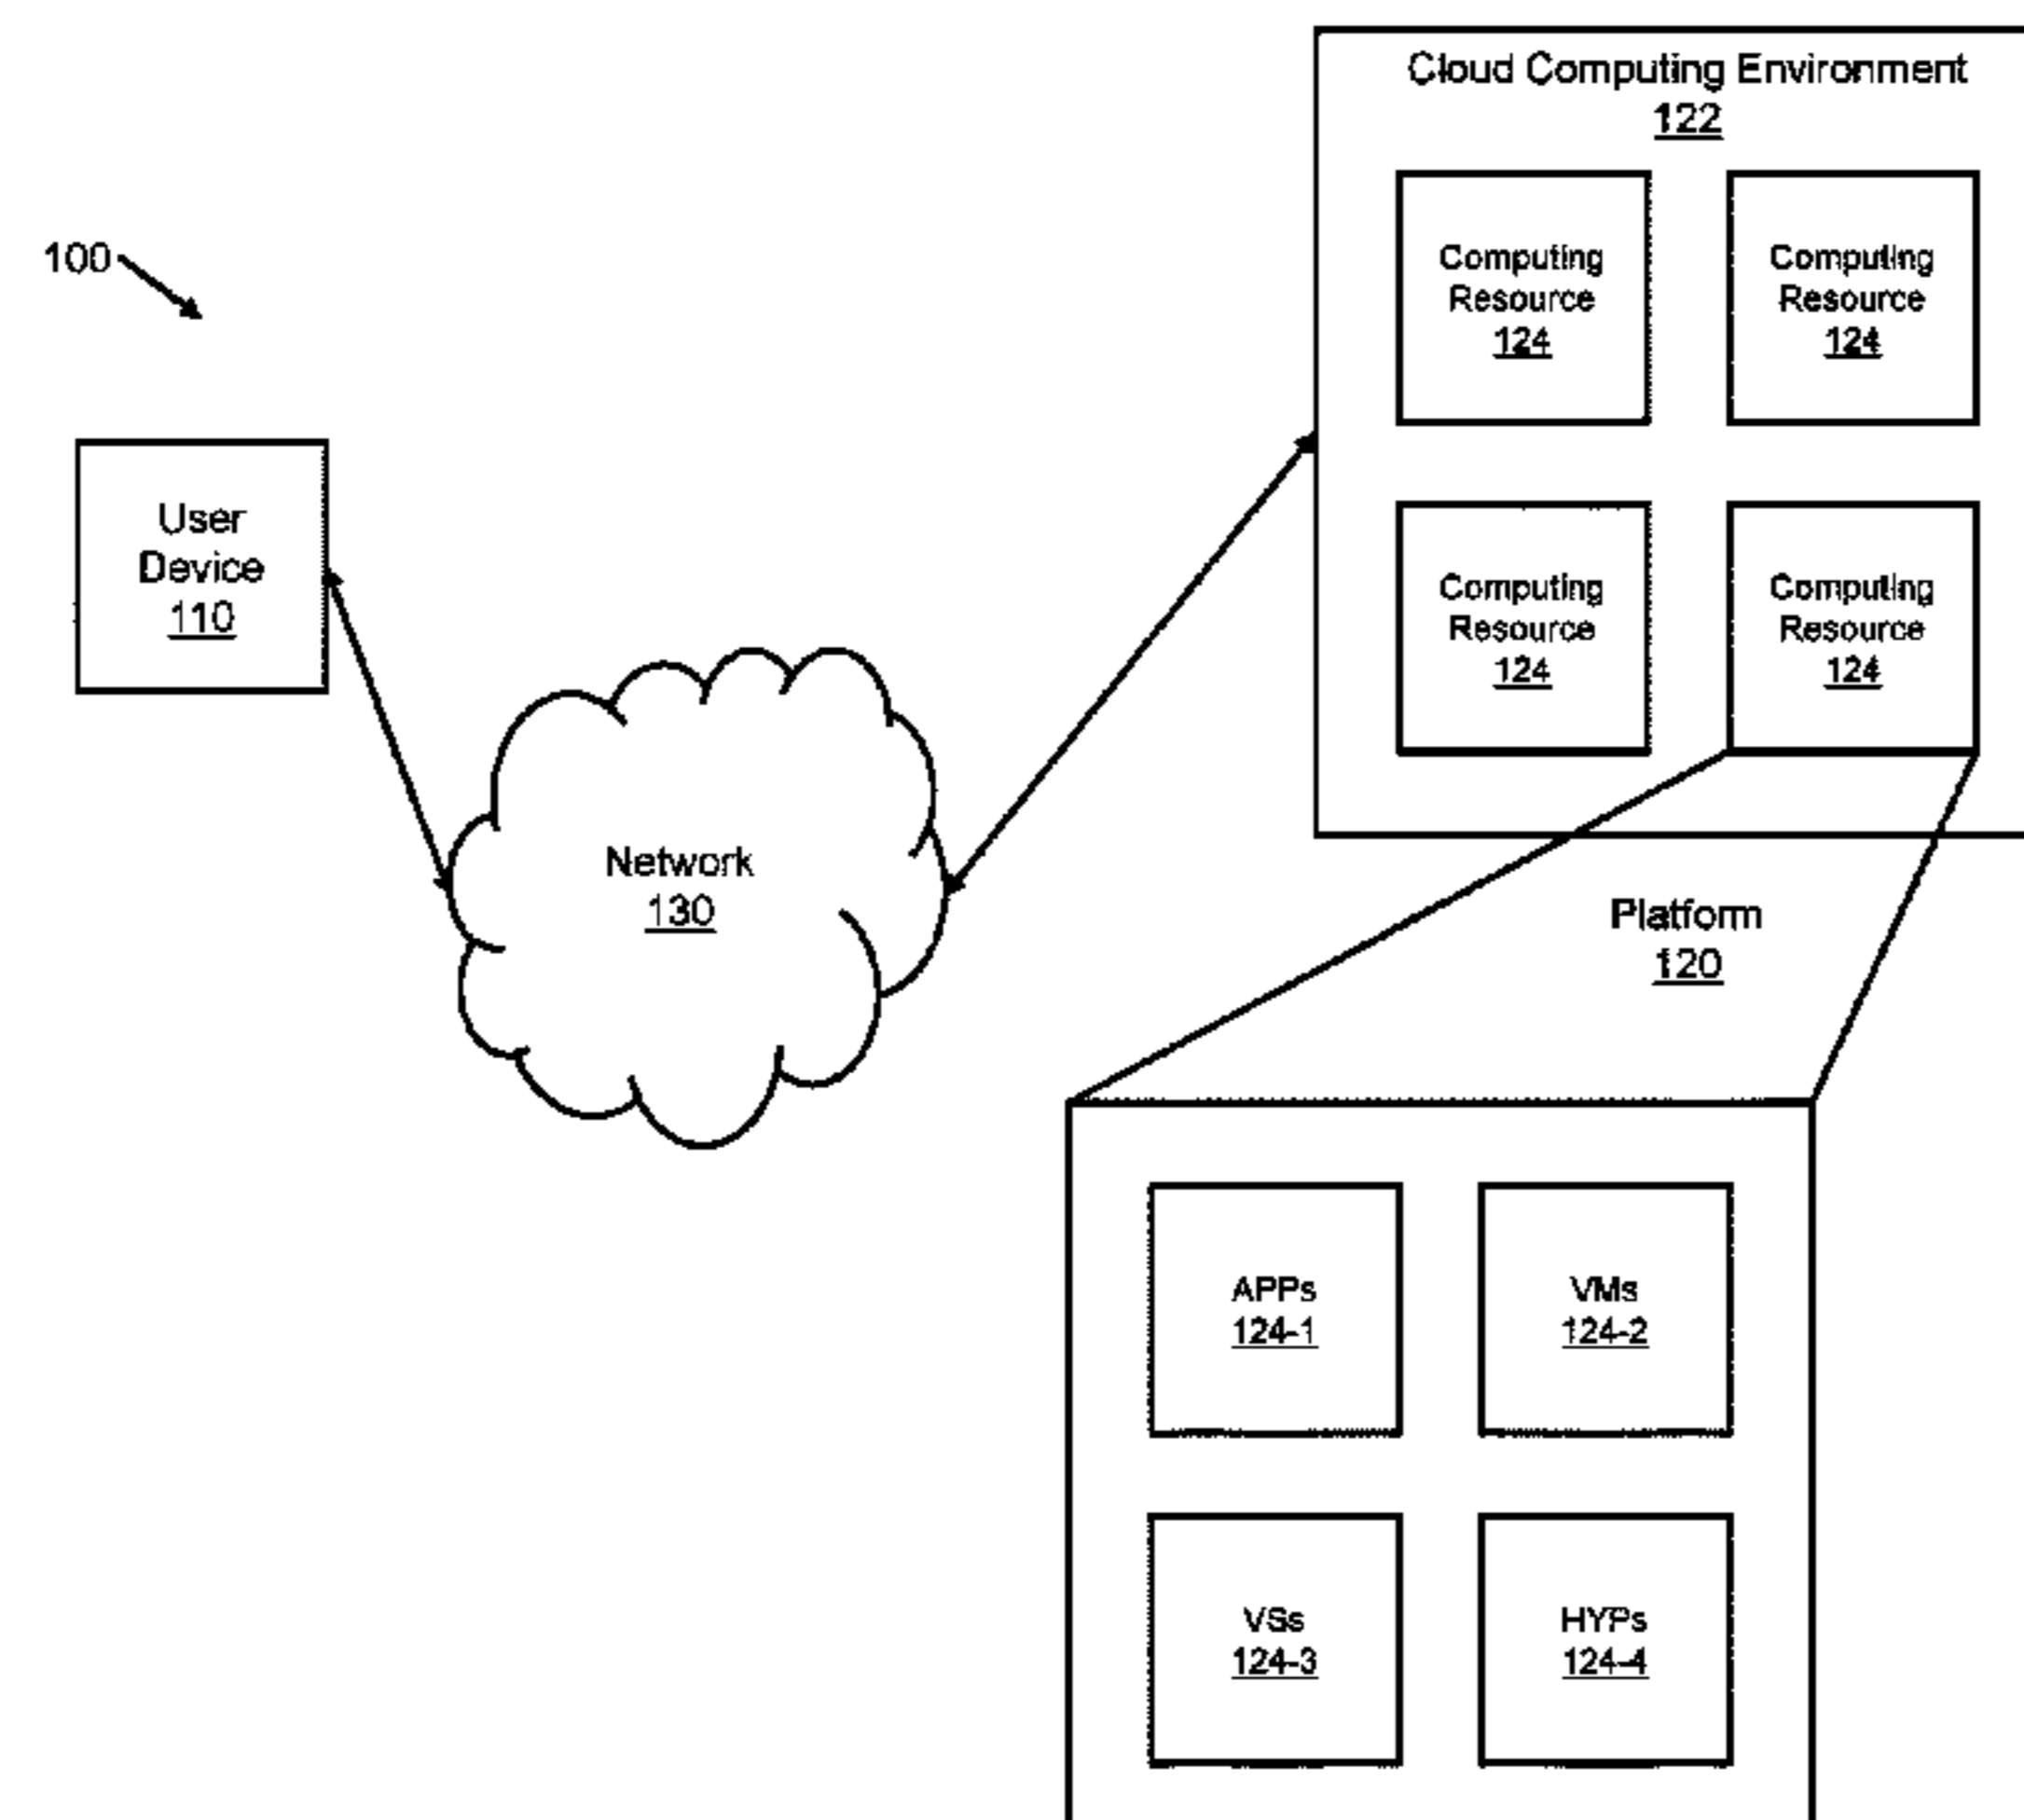 Cloud Computing Environment
122
100
Computing
Resource
124
Computing
Resource
124
User
Device
110
Computing
Resource
124
Computing
Resource
124
Network
130
Platform
120
APPs
124-1
VMs
124-2
VSs
124-3
HYPs
124-4